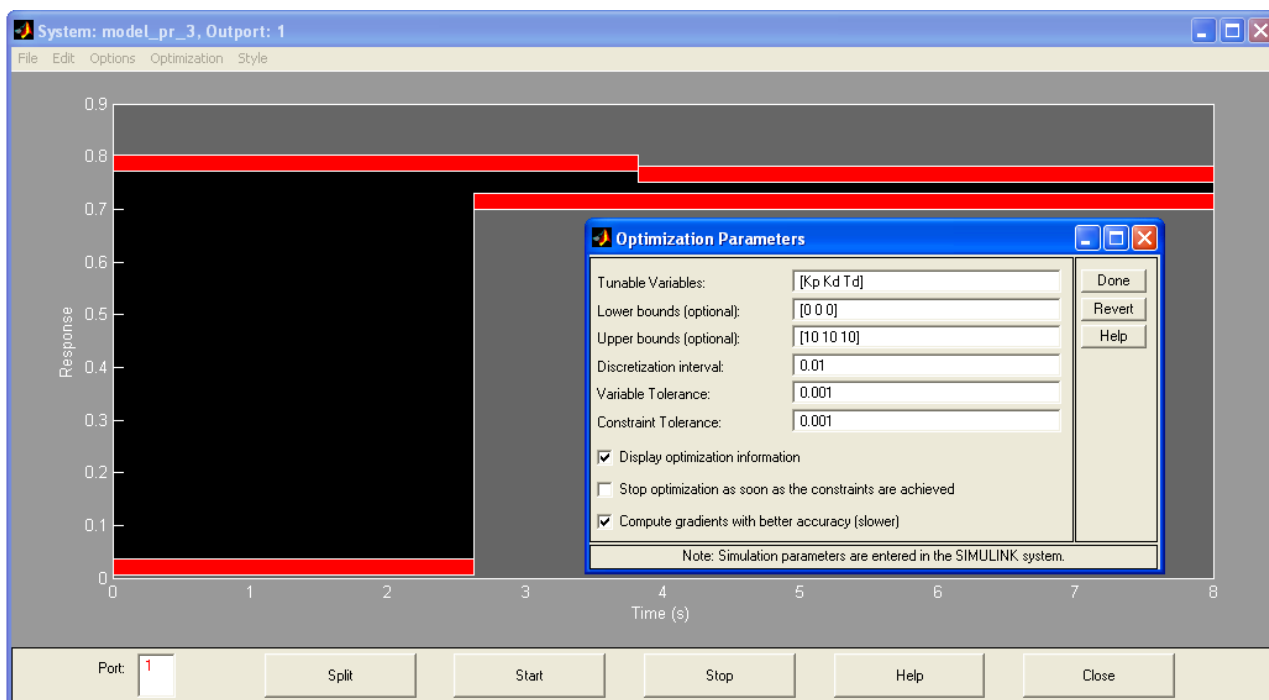 System: model_pr_3, Outport: 1
File Edit Options Optimization Style
0.9
0.8
0.7
0.6
0.5
0.4
0.3
0.2
0.1
0
Response
0 1 2 3 4 5 6 7 8
Time (s)
Optimization Parameters
Tunable Variables: [Kp Kd Td]
Lower bounds (optional): [0 0 0]
Upper bounds (optional): [10 10 10]
Discretization interval: 0.01
Variable Tolerance: 0.001
Constraint Tolerance: 0.001
Display optimization information
Stop optimization as soon as the constraints are achieved
Compute gradients with better accuracy (slower)
Note: Simulation parameters are entered in the SIMULINK system.
Done
Revert
Help
Port: 1 Split Start Stop Help Close